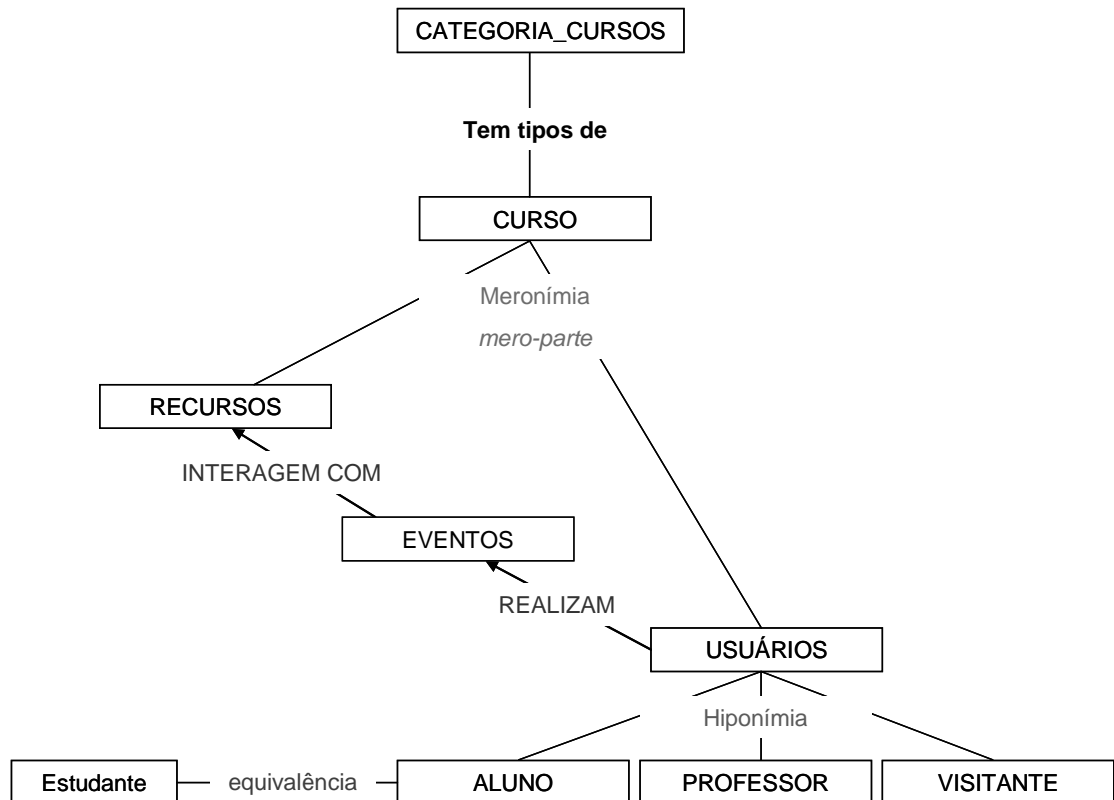 CATEGORIA_CURSOS
Tem tipos de
CURSO
Meronímia
mero-parte
RECURSOS
INTERAGEM COM
EVENTOS
REALIZAM
USUÁRIOS
Hiponímia
Estudante
equivalência
ALUNO
PROFESSOR
VISITANTE